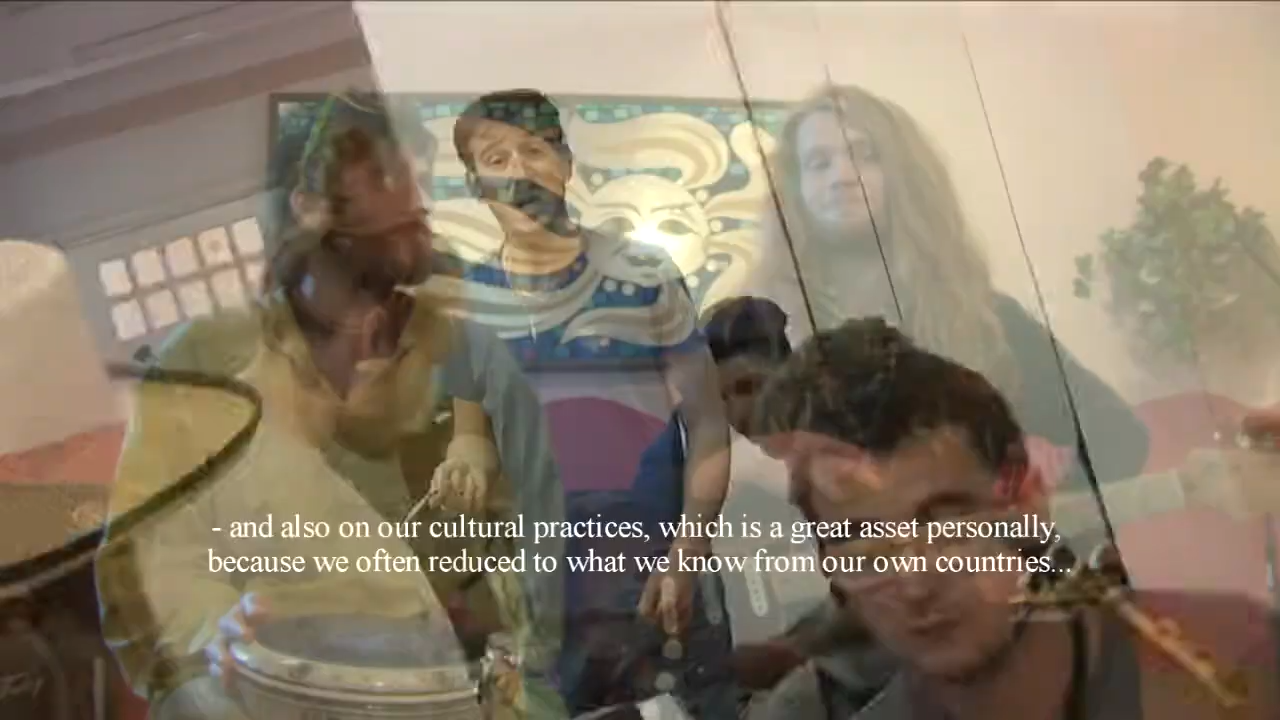 - and also on our cultural practices, which is a great asset personally,
because we often reduced to what we know from our own countries...